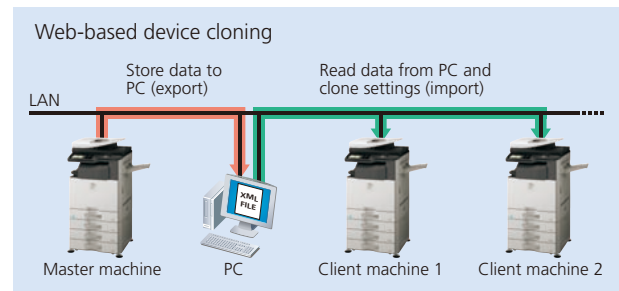 Web-based device cloning
Store data to
PC (export)
Read data from PC and
clone settings (import)
LAN
XML
FILE
Master machine
PC
Client machine 1
Client machine 2